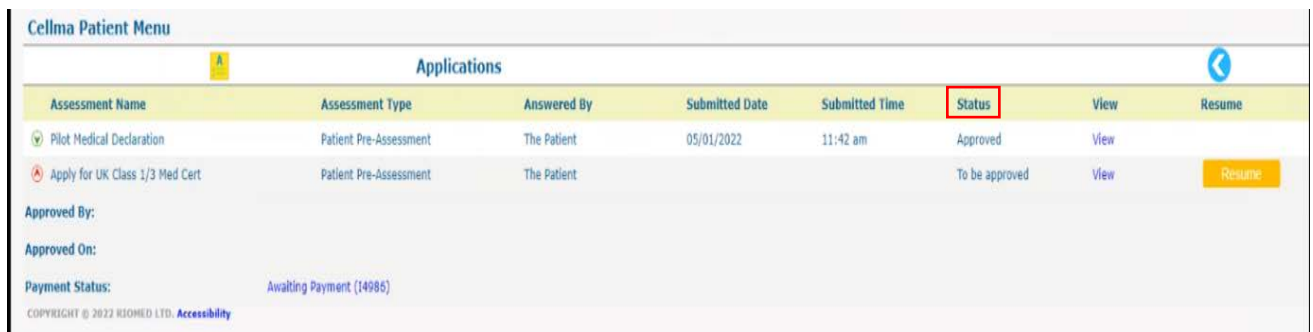 Cellma Patient Menu
A Applications
Assessment Name Assessment Type Answered By Submitted Date Submitted Time Status View Resume
Pilot Medical Declaration Patient Pre-Assessment The Patient 05/01/2022 11:42 am Approved View
Apply for UK Class 1/3 Med Cert Patient Pre-Assessment The Patient To be approved View Resume
Approved By:
Approved On:
Payment Status: Awaiting Payment (I4986)
COPYRIGHT © 2022 RIOMED LTD. Accessibility